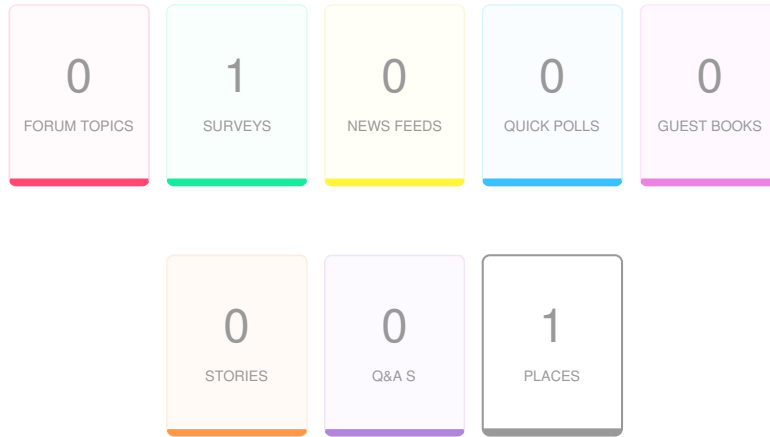 0 1 0 0 0
FORUM TOPICS SURVEYS NEWS FEEDS QUICK POLLS GUEST BOOKS
0 0 1
STORIES Q&A S PLACES